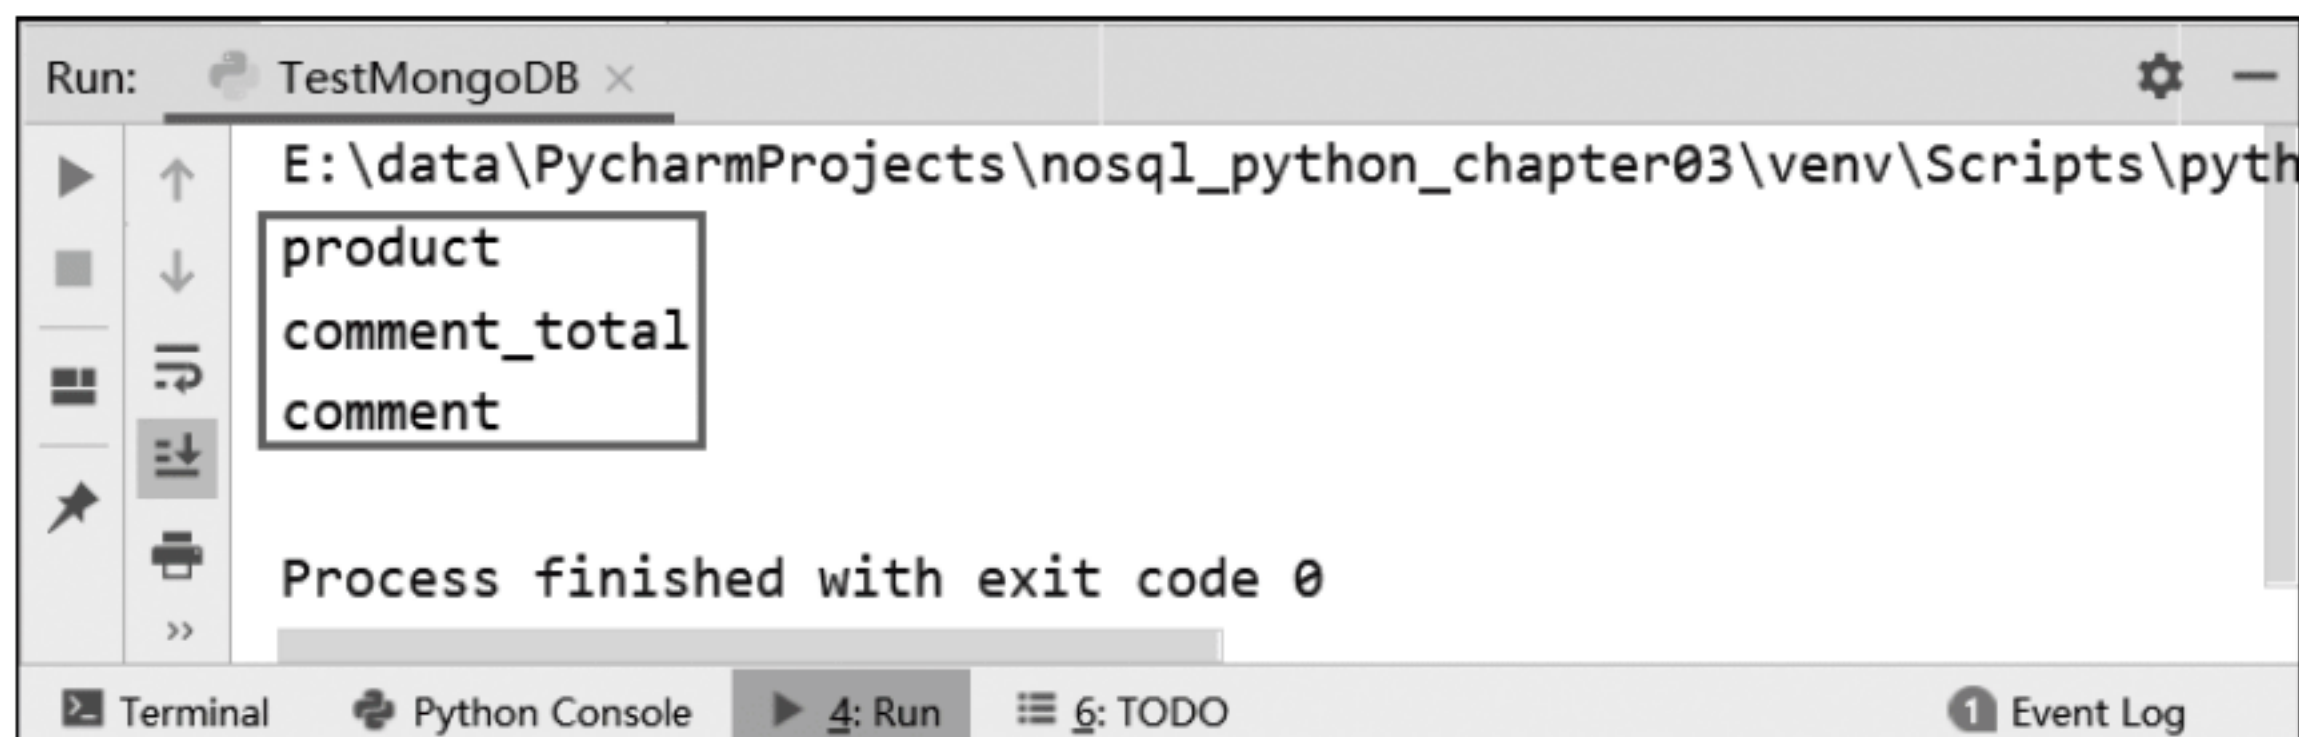 Run: TestMongoDB
E:\data\PycharmProjects\nosql_python_chapter03\venv\Scripts\pyth
product
comment_total
comment
Process finished with exit code 0
Terminal Python Console 4: Run 6: TODO 1 Event Log